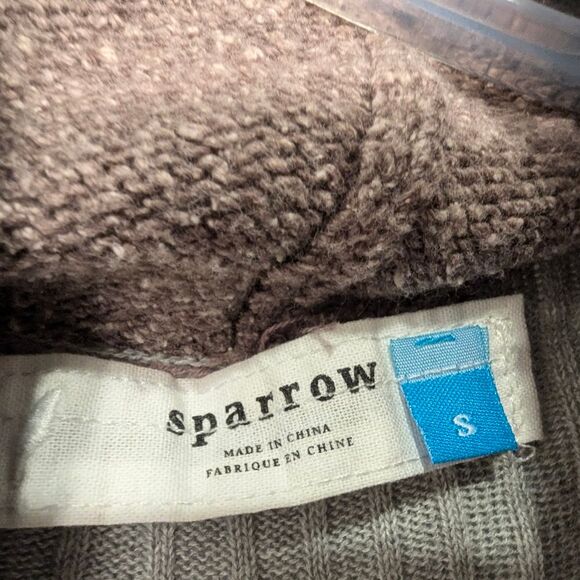 sparrow
MADE IN CHINA
FABRIQUE EN CHINE
S